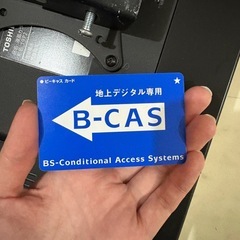 TOSHI
ビーキャス カード
★
地上デジタル専用
B-CAS
BS-Conditional Access Systems